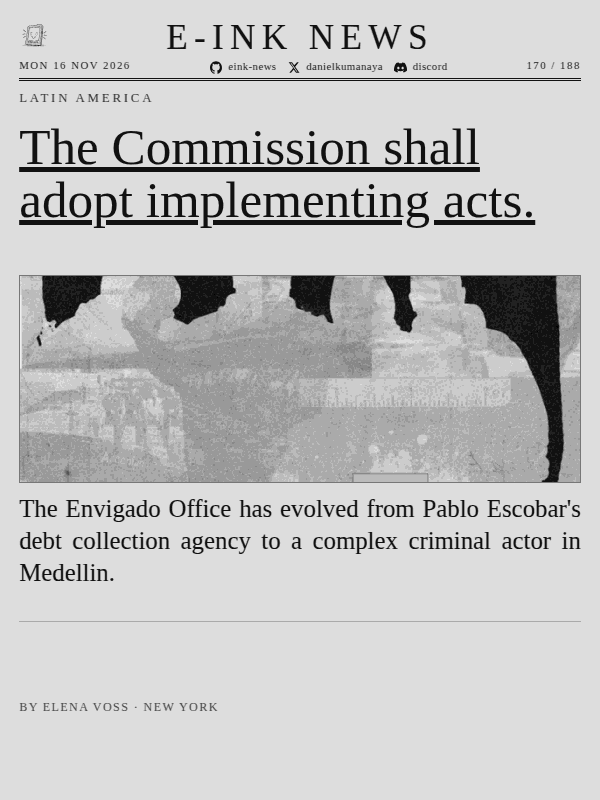 E-INK NEWS
MON 16 NOV 2026
eink-news
danielkumanaya
discord
170 / 188
LATIN AMERICA
The Commission shall
adopt implementing acts.
The Envigado Office has evolved from Pablo Escobar's
debt collection agency to a complex criminal actor in
Medellin.
BY ELENA VOSS · NEW YORK